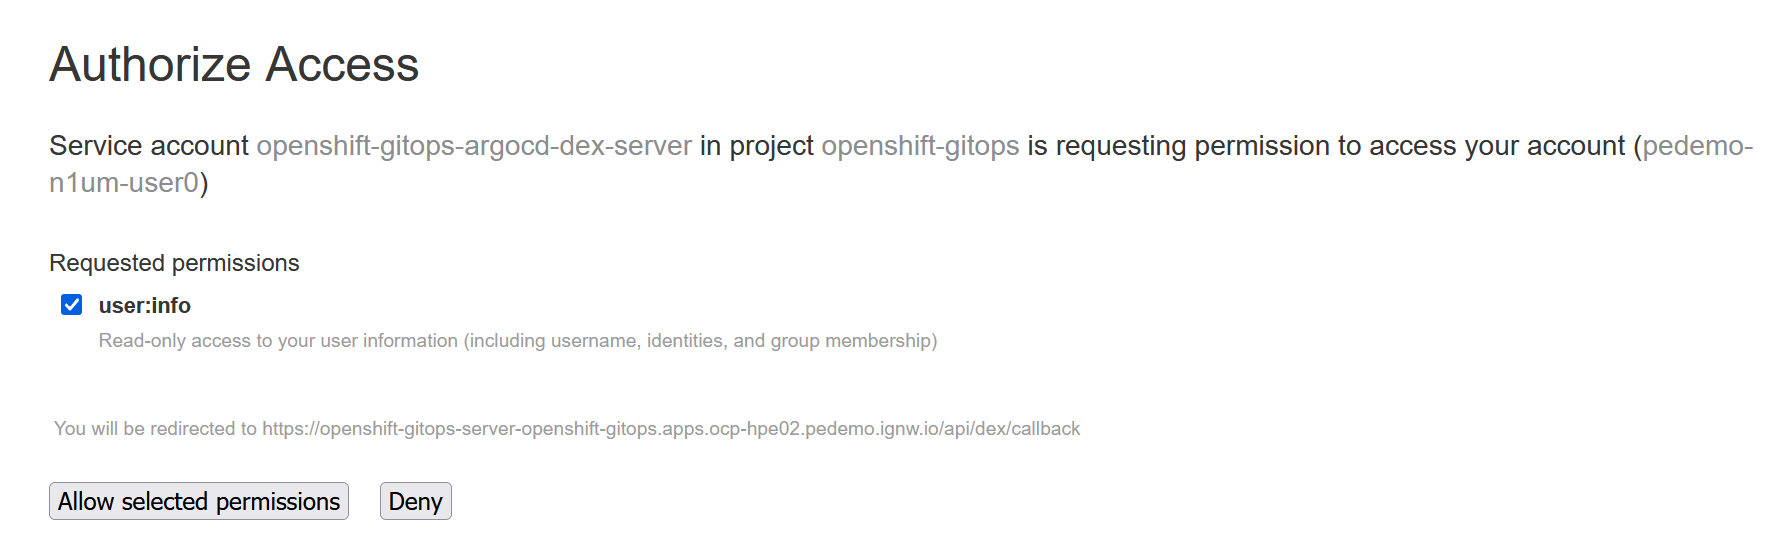 Authorize Access
Service account openshift-gitops-argocd-dex-server in project openshift-gitops is requesting permission to access your account (pedemo-
n1um-user0)
Requested permissions
user:info
Read-only access to your user information (including username, identities, and group membership)
You will be redirected to https://openshift-gitops-server-openshift-gitops.apps.ocp-hpe02.pedemo.ignw.io/api/dex/callback
Allow selected permissions Deny